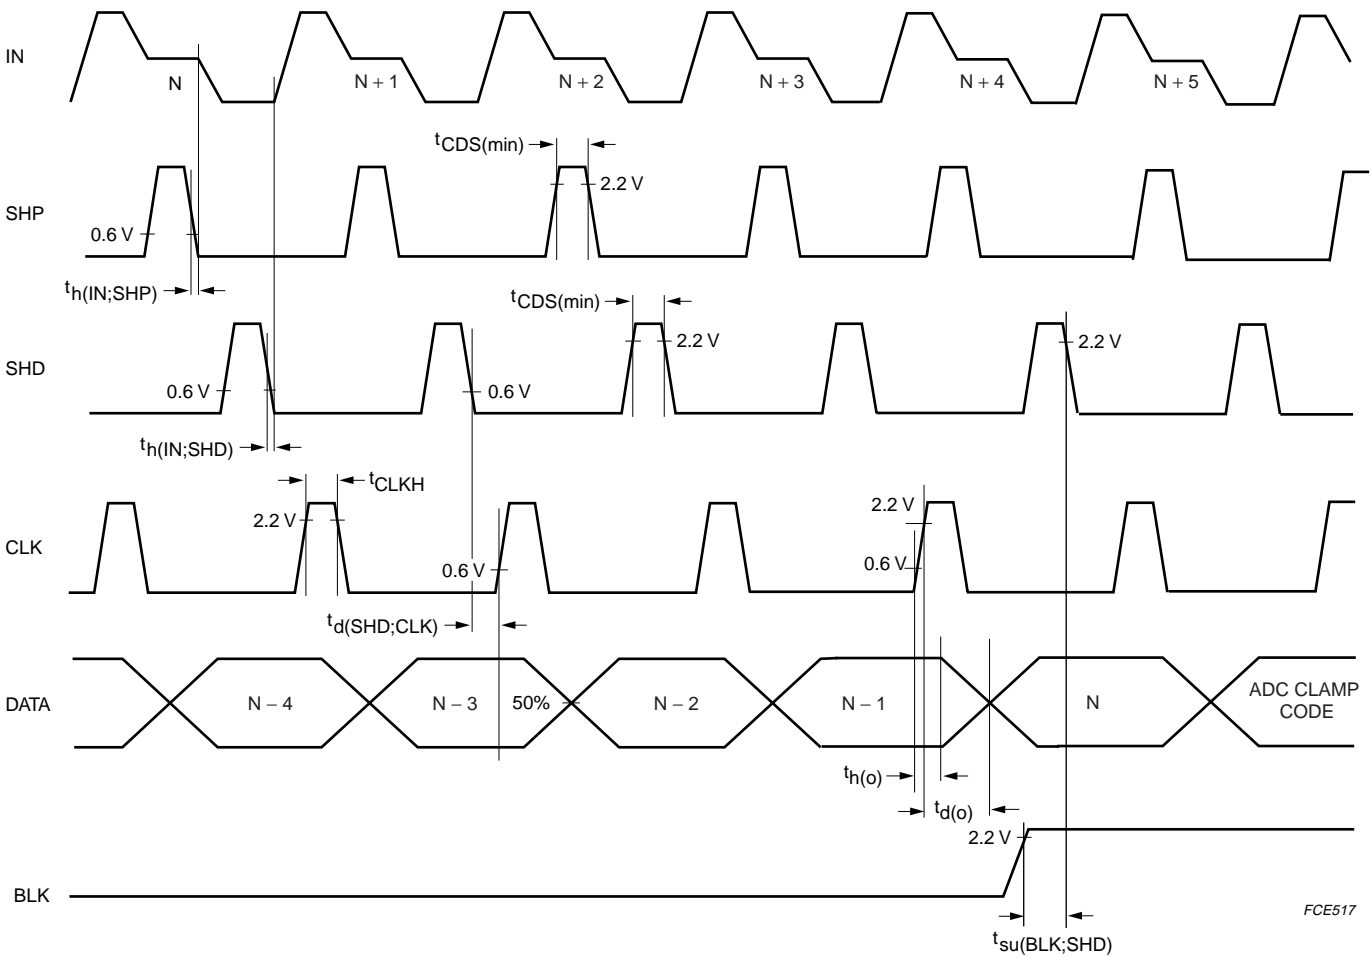 IN
N
N + 1
N + 2
N + 3
N + 4
N + 5
tCDS(min)
2.2 V
SHP
0.6 V
th(IN;SHP)
tCDS(min)
2.2 V
2.2 V
SHD
0.6 V
0.6 V
th(IN;SHD)
tCLKH
2.2 V
2.2 V
CLK
0.6 V
0.6 V
td(SHD;CLK)
DATA
N − 4
N − 3
50%
N − 2
N − 1
N
ADC CLAMP
CODE
th(o)
td(o)
2.2 V
BLK
FCE517
tsu(BLK;SHD)